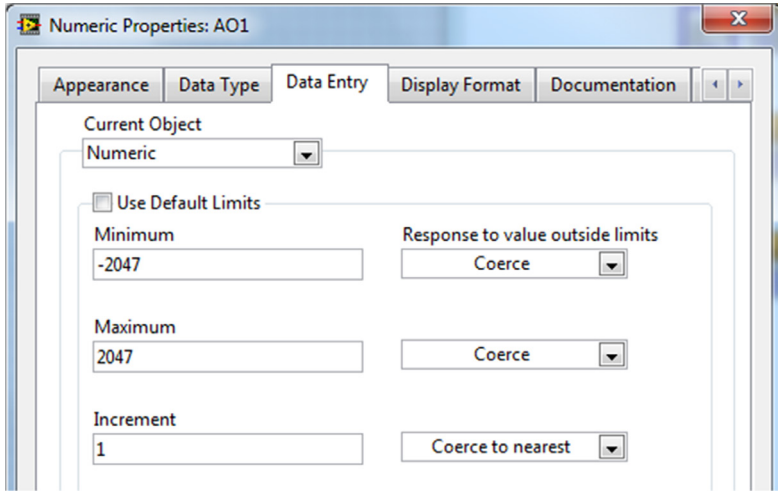 Numeric Properties: AO1
x
Appearance Data Type Data Entry Display Format Documentation
Current Object
Numeric
Use Default Limits
Minimum Response to value outside limits
-2047 Coerce
Maximum
2047 Coerce
Increment
1 Coerce to nearest